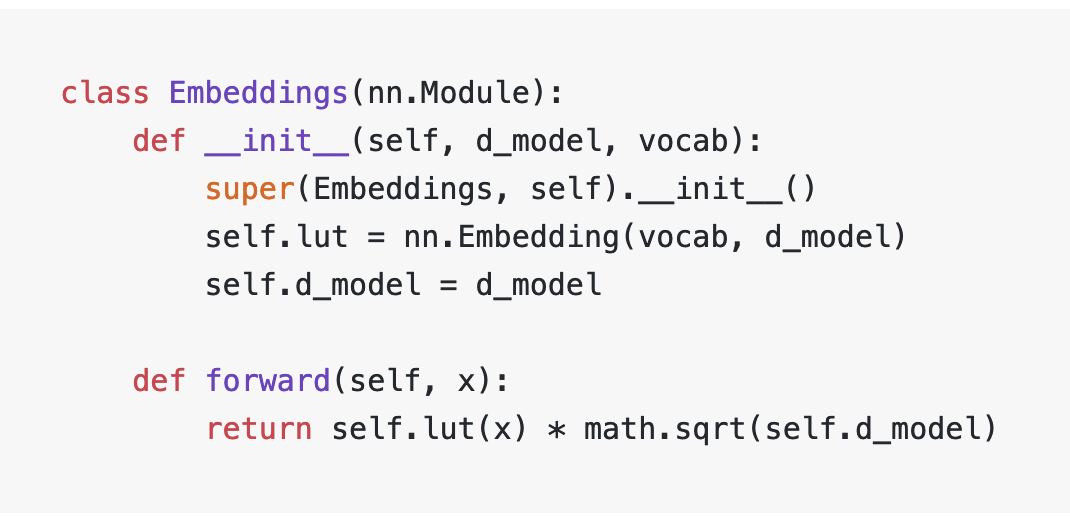 class Embeddings(nn.Module):
    def __init__(self, d_model, vocab):
        super(Embeddings, self).__init__()
        self.lut = nn.Embedding(vocab, d_model)
        self.d_model = d_model

    def forward(self, x):
        return self.lut(x) * math.sqrt(self.d_model)